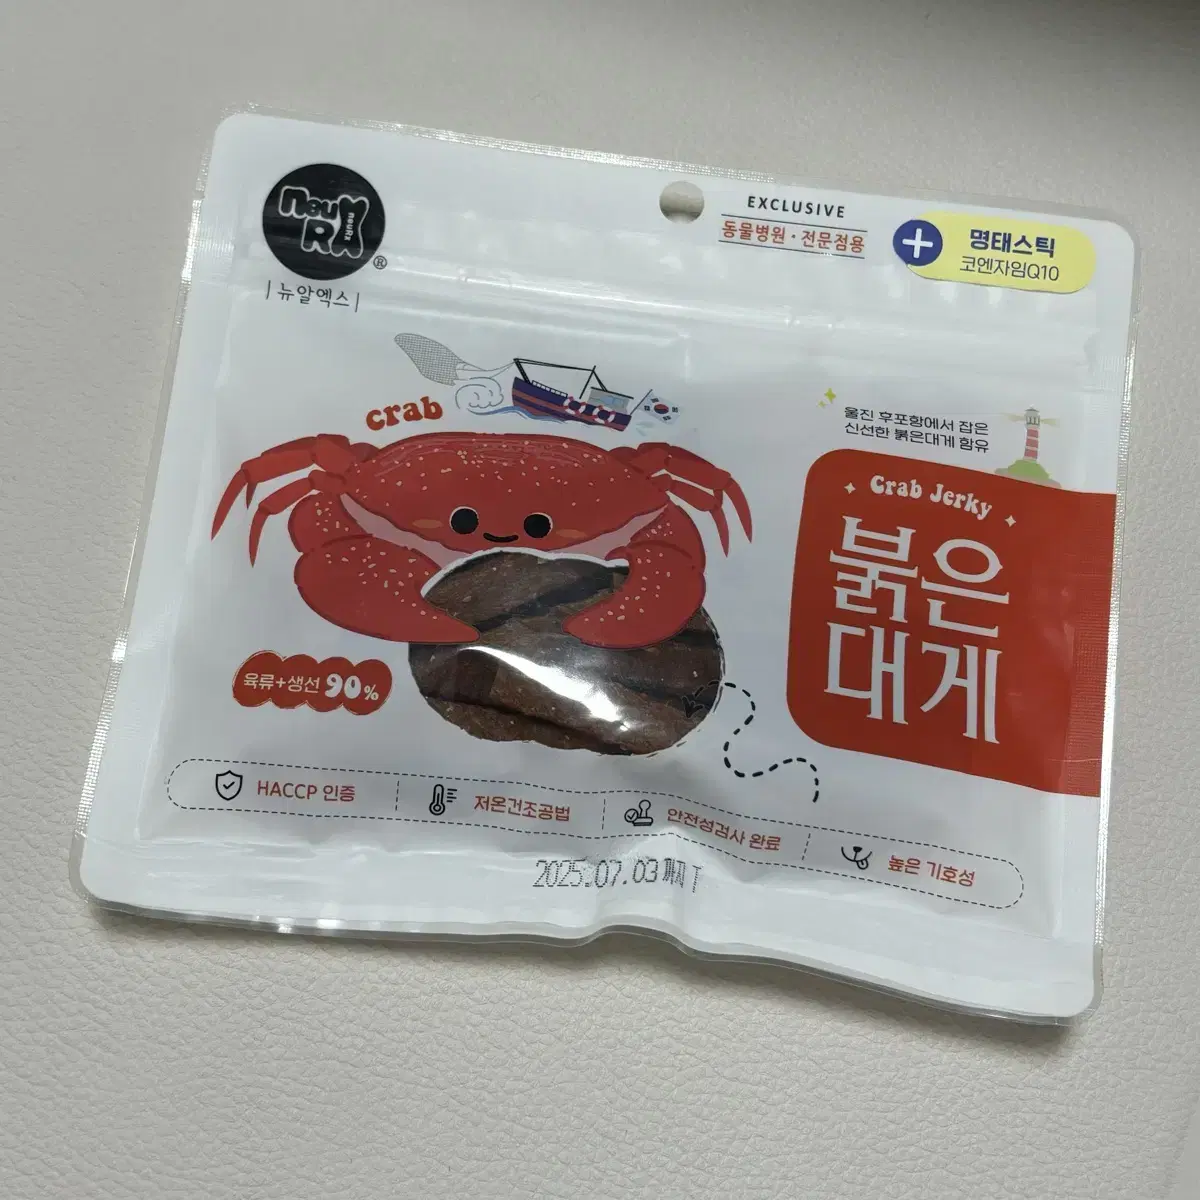 neu
RX
neuRx
®
|뉴알엑스|
EXCLUSIVE
동물병원·전문점용
+
명태스틱
코엔자임Q10
crab
울진 후포항에서 잡은
신선한 붉은대게 함유
Crab Jerky
붉은
대게
육류+생선 90%
HACCP 인증
저온건조공법
안전성검사 완료
높은 기호성
2025.07.03 까지 T